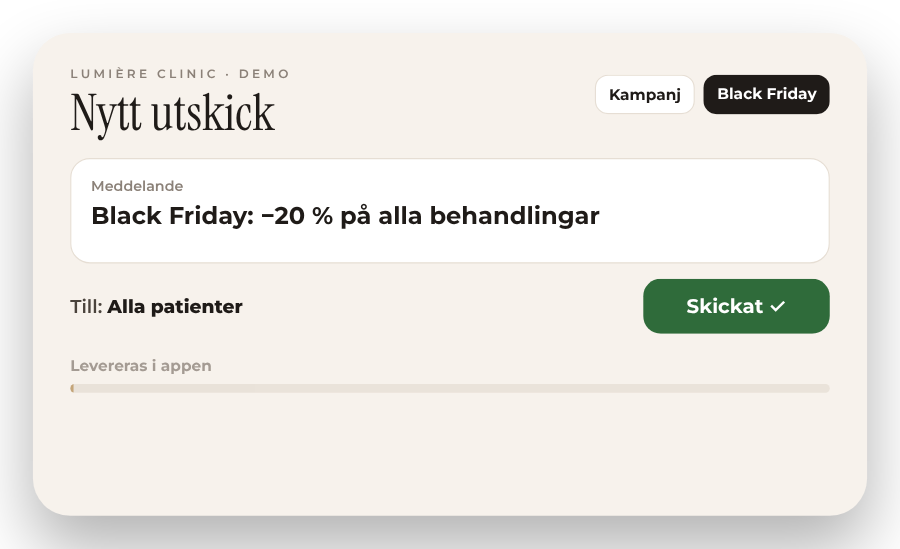 LUMIÈRE CLINIC · DEMO
Nytt utskick
Kampanj
Black Friday
Meddelande
Black Friday: −20 % på alla behandlingar
Till: Alla patienter
Skickat ✓
Levereras i appen